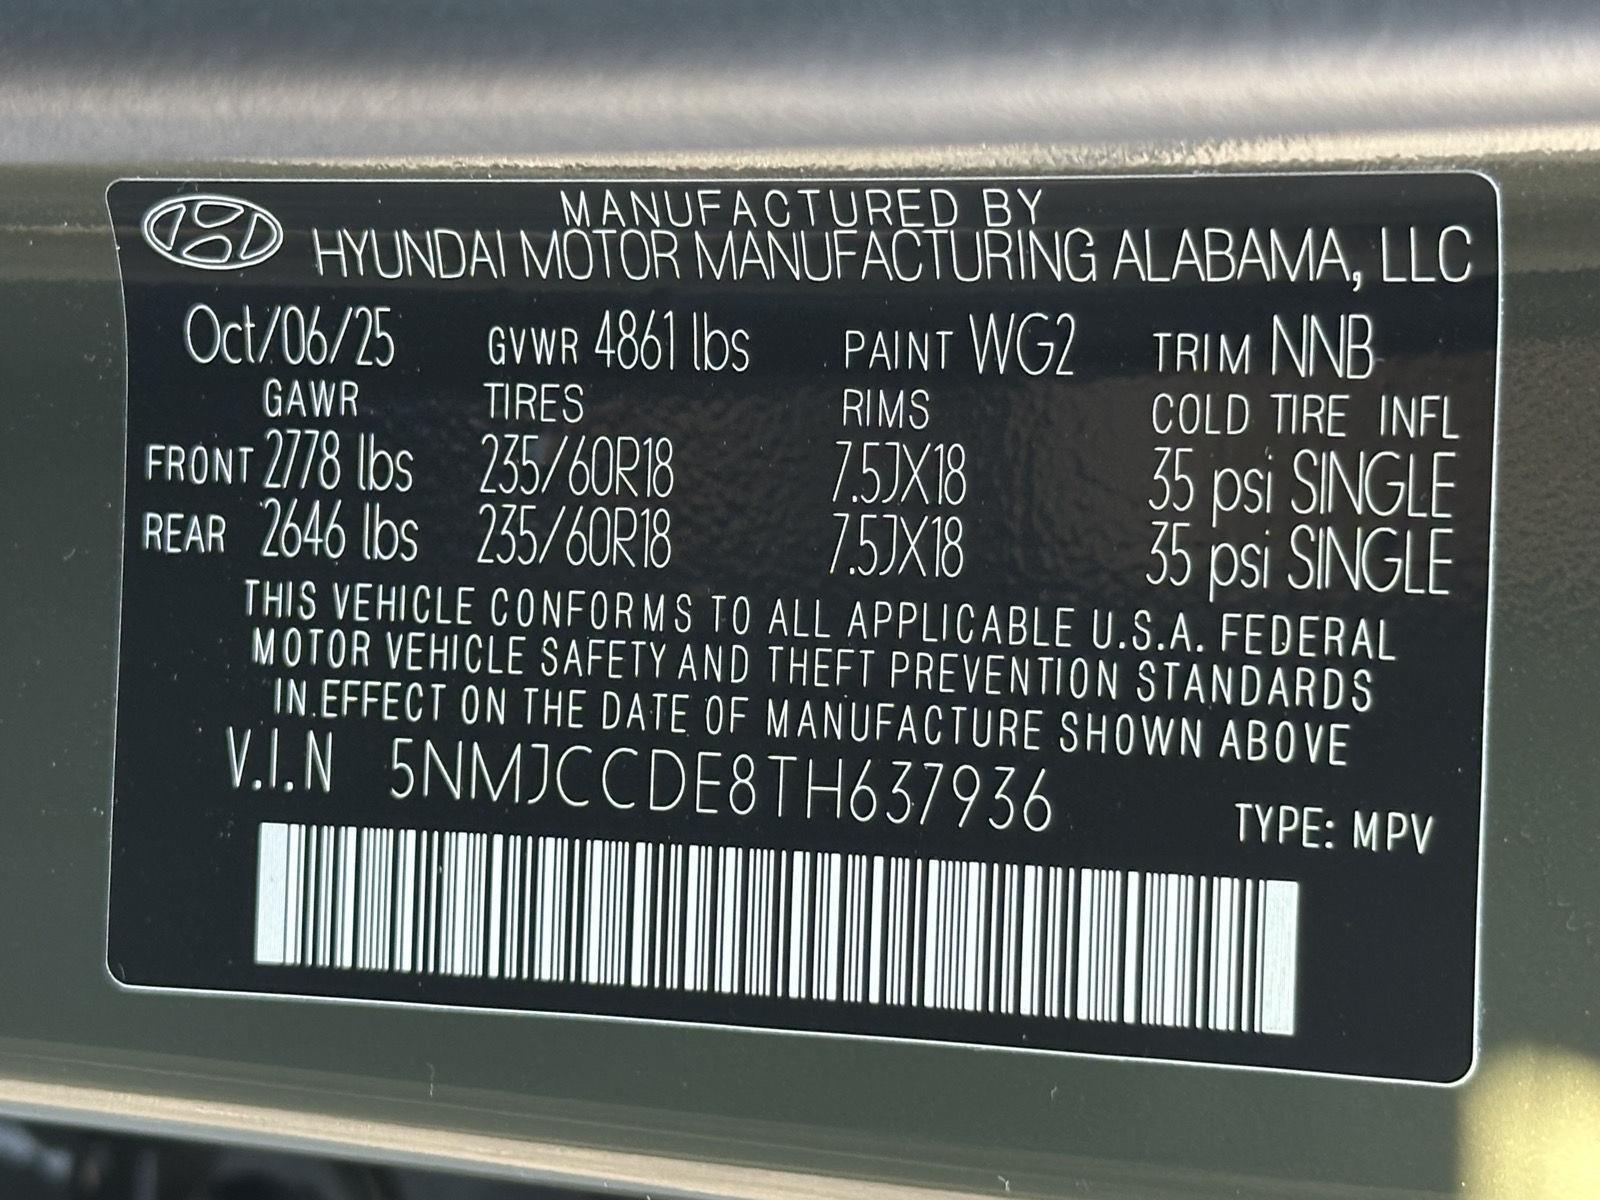 MANUFACTURED BY
HYUNDAI MOTOR MANUFACTURING ALABAMA, LLC
Oct/06/25 GVWR 4861 lbs PAINT WG2 TRIM NNB
GAWR TIRES RIMS COLD TIRE INFL
FRONT 2778 lbs 235/60R18 7.5JX18 35 psi SINGLE
REAR 2646 lbs 235/60R18 7.5JX18 35 psi SINGLE
THIS VEHICLE CONFORMS TO ALL APPLICABLE U.S.A. FEDERAL
MOTOR VEHICLE SAFETY AND THEFT PREVENTION STANDARDS
IN EFFECT ON THE DATE OF MANUFACTURE SHOWN ABOVE
V.I.N 5NMJCCDE8TH637936
TYPE: MPV